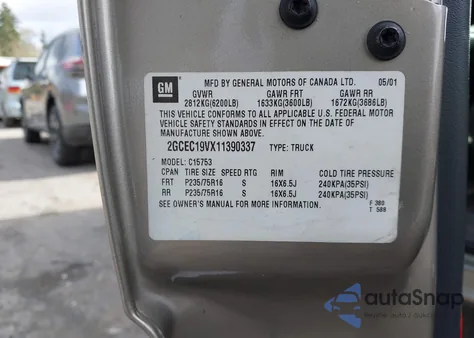 GM
MFD BY GENERAL MOTORS OF CANADA LTD. 05/01
GVWR GAWR FRT GAWR RR
2812KG(6200LB) 1633KG(3600LB) 1672KG(3686LB)
THIS VEHICLE CONFORMS TO ALL APPLICABLE U.S. FEDERAL MOTOR
VEHICLE SAFETY STANDARDS IN EFFECT ON THE DATE OF
MANUFACTURE SHOWN ABOVE.
2GCEC19VX11390337 TYPE: TRUCK
MODEL: C15753
CPAN TIRE SIZE SPEED RTG RIM COLD TIRE PRESSURE
FRT P235/75R16 S 16X6.5J 240KPA(35PSI)
RR P235/75R16 S 16X6.5J 240KPA(35PSI)
SEE OWNER'S MANUAL FOR MORE INFORMATION.
F 380
T 588
autoSnap